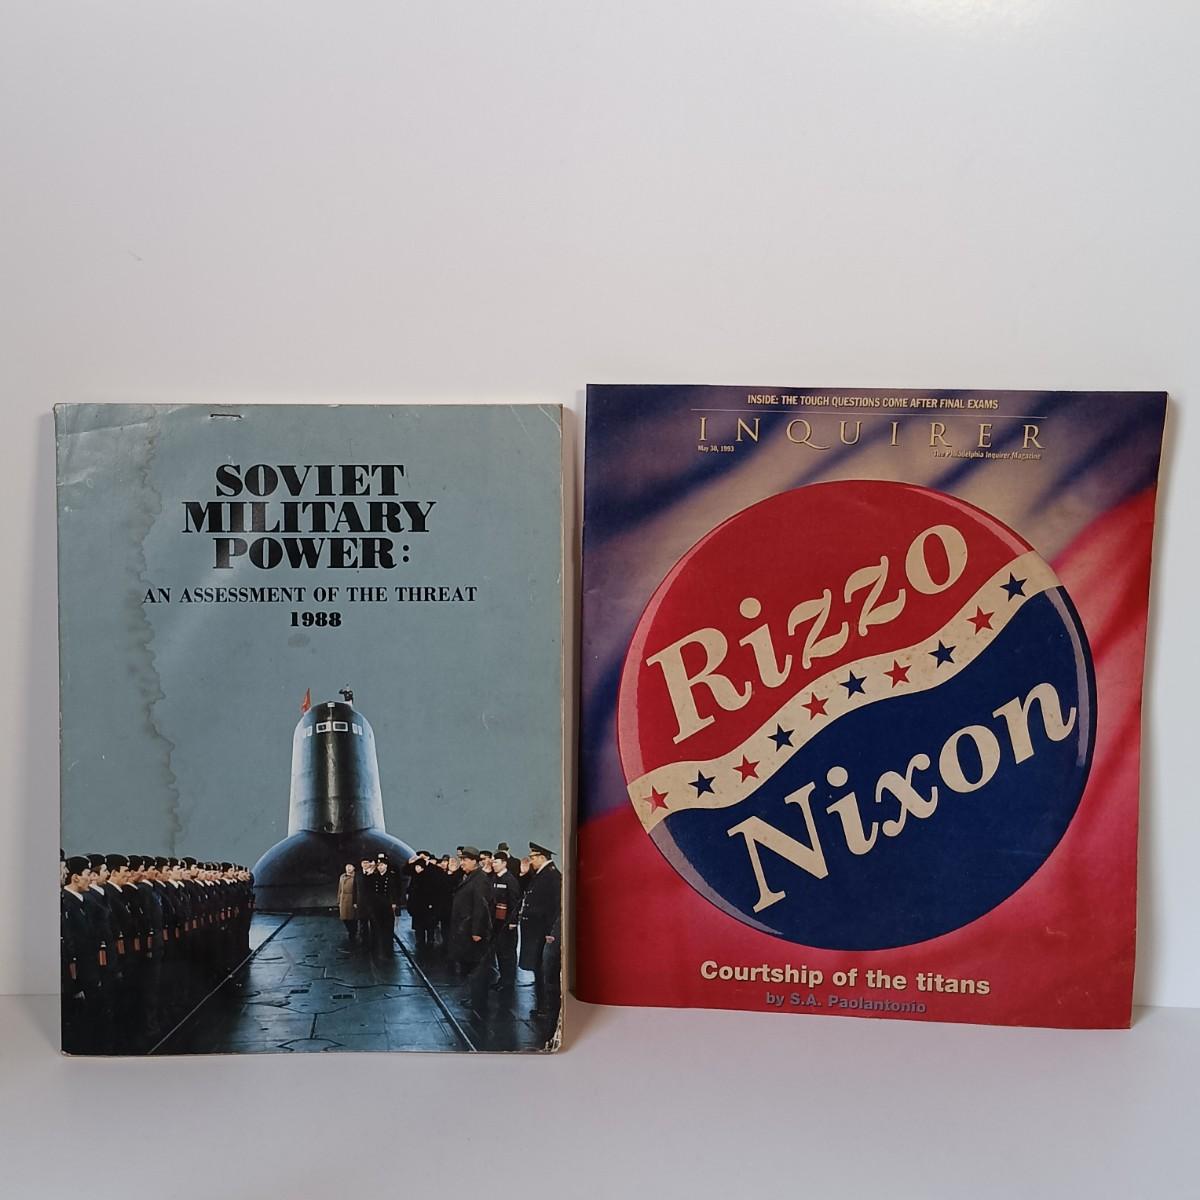 SOVIET
MILITARY
POWER:
AN ASSESSMENT OF THE THREAT
1988
INSIDE: THE TOUGH QUESTIONS COME AFTER FINAL EXAMS
INQUIRER
May 30, 1993
The Philadelphia Inquirer Magazine
Rizzo
Nixon
Courtship of the titans
by S.A. Paolantonio